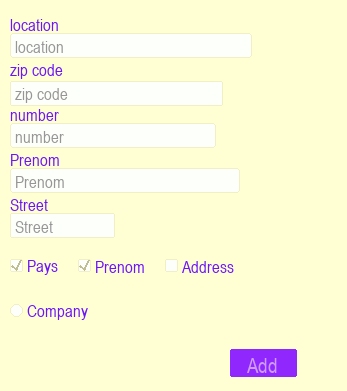 location
location
zip code
zip code
number
number
Prenom
Prenom
Street
Street
Pays Prenom Address
Company
Add